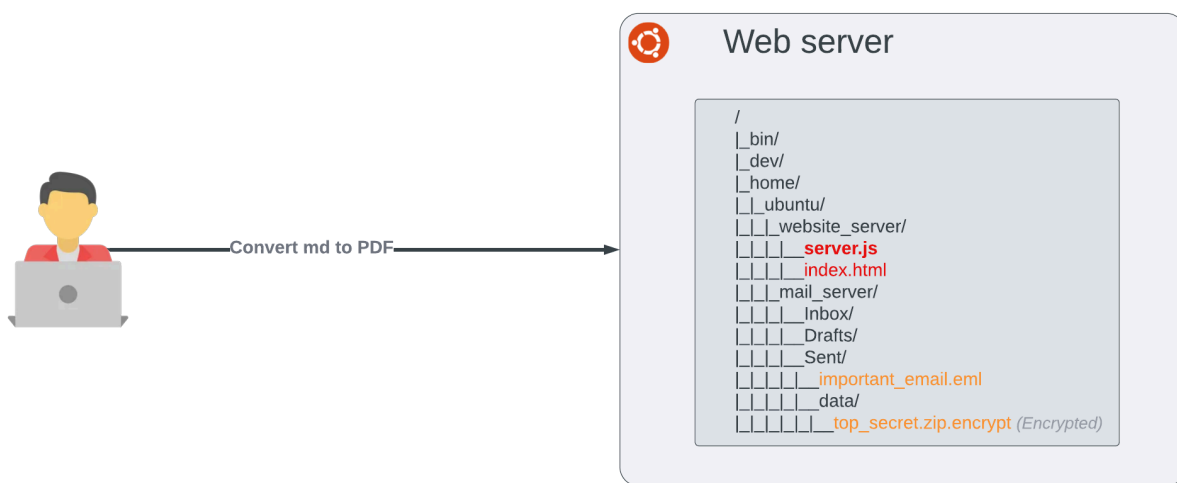 Web server
/
|_bin/
|_dev/
|_home/
|_|_ubuntu/
|_|_|_website_server/
|_|_|_|__server.js
|_|_|_|__index.html
|_|_|_mail_server/
|_|_|_|__Inbox/
|_|_|_|__Drafts/
|_|_|_|__Sent/
|_|_|_|_|__important_email.eml
|_|_|_|_|__data/
|_|_|_|_|_|__top_secret.zip.encrypt (Encrypted)
Convert md to PDF